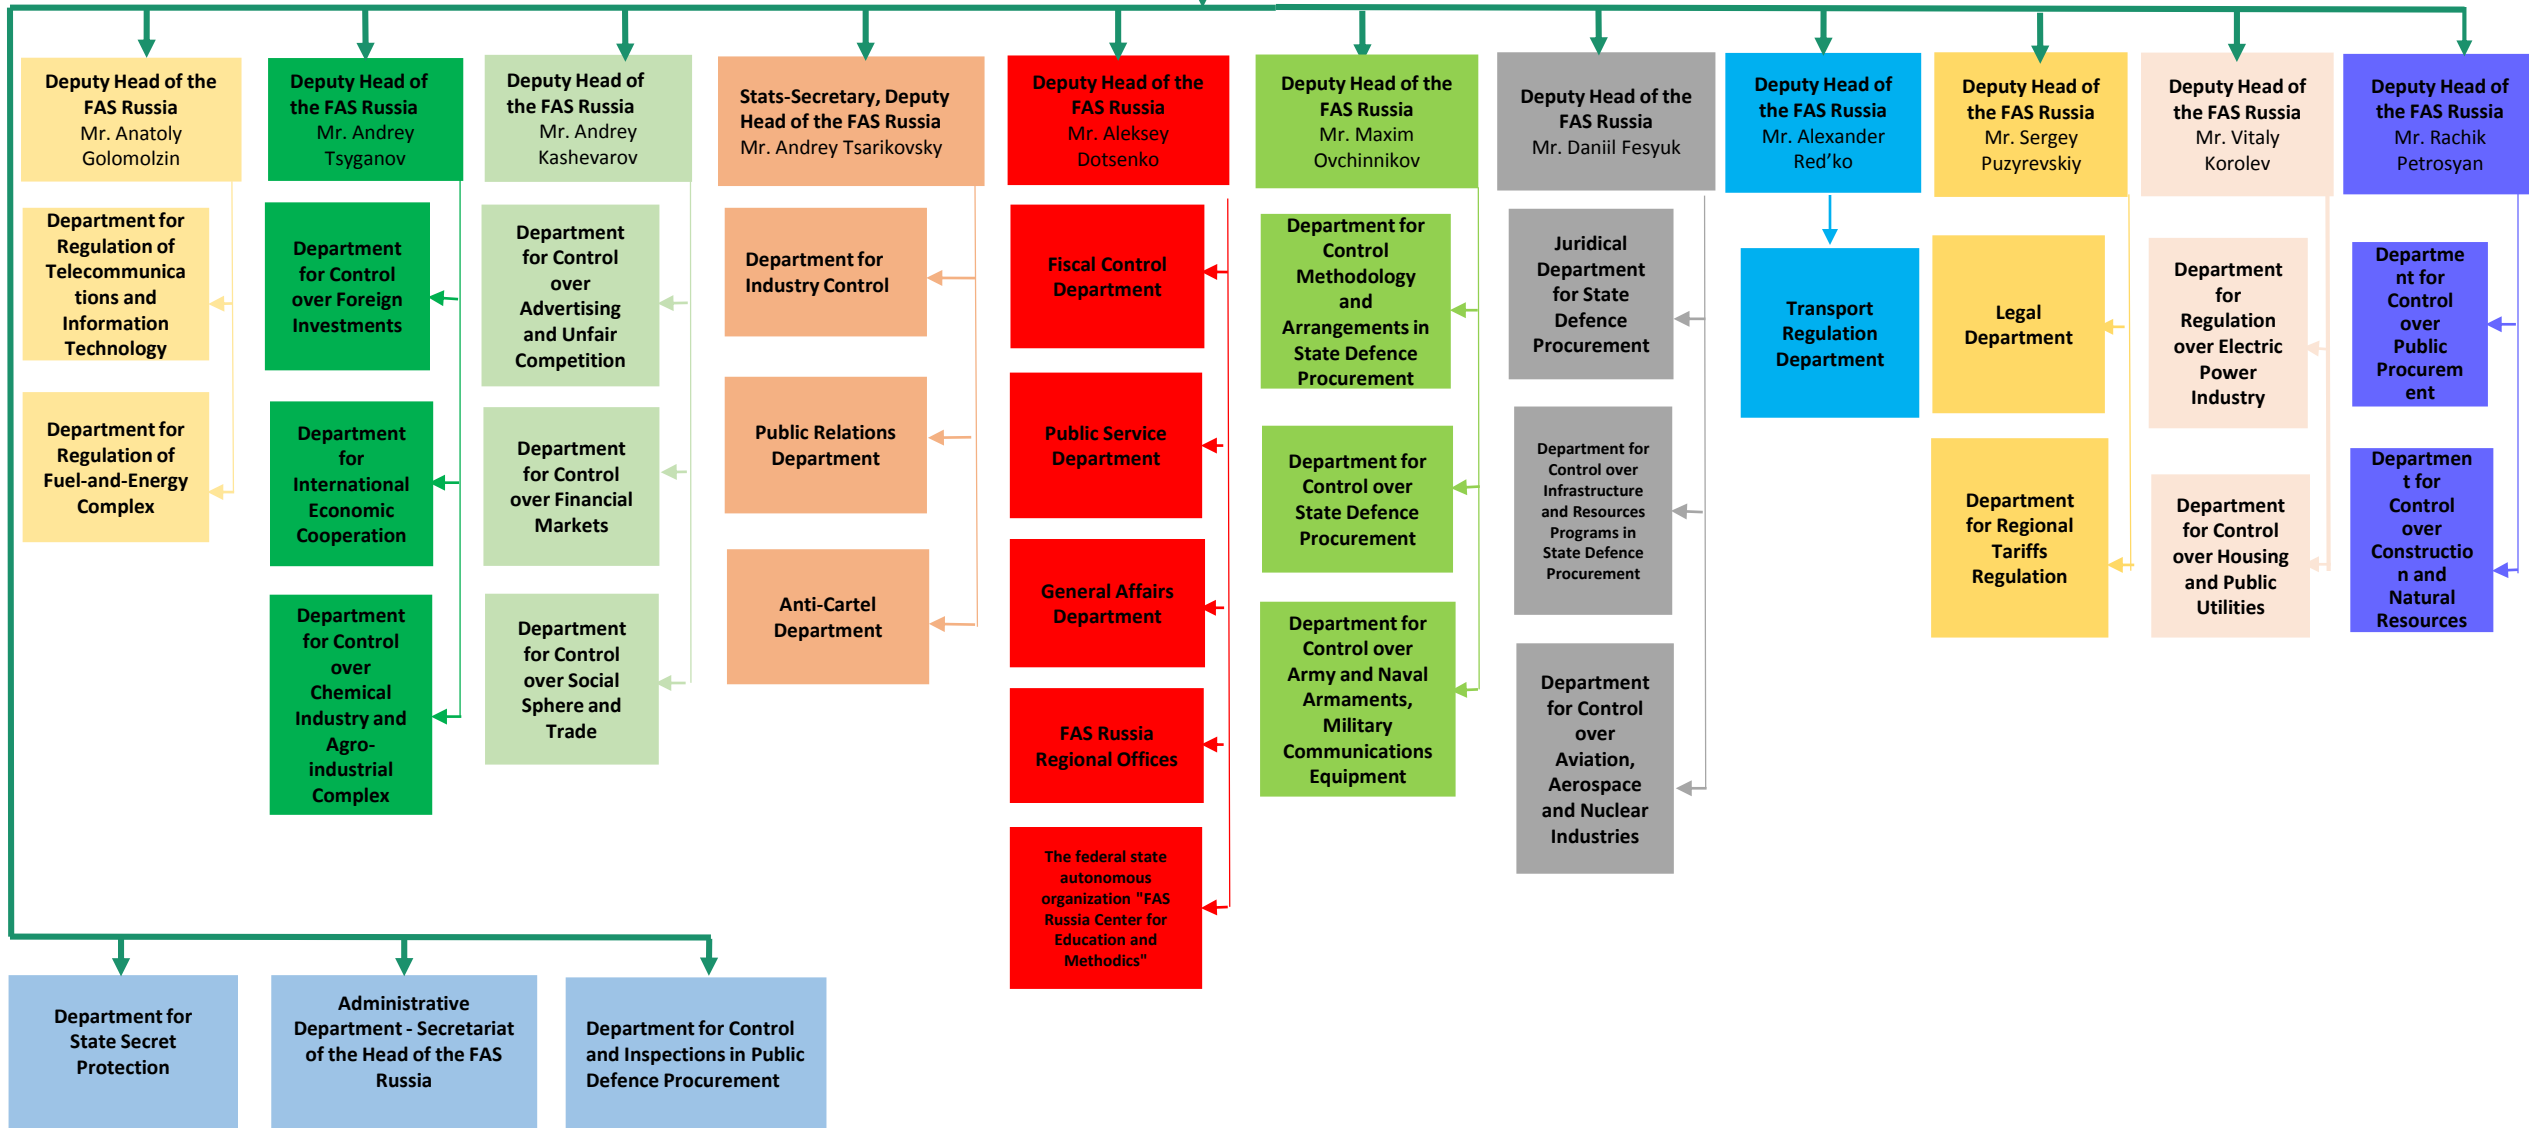 Deputy Head of the
FAS Russia
Mr. Anatoly
Golomolzin
Department for
Regulation of
Telecommunica
tions and
Information
Technology
Department for
Regulation of
Fuel-and-Energy
Complex
Deputy Head of
the FAS Russia
Mr. Andrey
Tsyganov
Department
for Control
over Foreign
Investments
Department
for
International
Economic
Cooperation
Department
for Control
over
Chemical
Industry and
Agro-
industrial
Complex
Deputy Head of
the FAS Russia
Mr. Andrey
Kashevarov
Department
for Control
over
Advertising
and Unfair
Competition
Department
for Control
over Financial
Markets
Department
for Control
over Social
Sphere and
Trade
Stats-Secretary, Deputy
Head of the FAS Russia
Mr. Andrey Tsarikovsky
Department for
Industry Control
Public Relations
Department
Anti-Cartel
Department
Deputy Head of the
FAS Russia
Mr. Aleksey
Dotsenko
Fiscal Control
Department
Public Service
Department
General Affairs
Department
FAS Russia
Regional Offices
The federal state
autonomous
organization "FAS
Russia Center for
Education and
Methodics"
Deputy Head of the
FAS Russia
Mr. Maxim
Ovchinnikov
Department for
Control
Methodology
and
Arrangements in
State Defence
Procurement
Department for
Control over
State Defence
Procurement
Department for
Control over
Army and Naval
Armaments,
Military
Communications
Equipment
Deputy Head of the
FAS Russia
Mr. Daniil Fesyuk
Juridical
Department
for State
Defence
Procurement
Department for
Control over
Infrastructure
and Resources
Programs in
State Defence
Procurement
Department
for Control
over
Aviation,
Aerospace
and Nuclear
Industries
Deputy Head of
the FAS Russia
Mr. Alexander
Red’ko
Transport
Regulation
Department
Deputy Head of
the FAS Russia
Mr. Sergey
Puzyrevskiy
Legal
Department
Department
for Regional
Tariffs
Regulation
Deputy Head of
the FAS Russia
Mr. Vitaly
Korolev
Department
for
Regulation
over Electric
Power
Industry
Department
for Control
over Housing
and Public
Utilities
Deputy Head of
the FAS Russia
Mr. Rachik
Petrosyan
Departme
nt for
Control
over
Public
Procurem
ent
Departmen
t for
Control
over
Constructio
n and
Natural
Resources
Department for
State Secret
Protection
Administrative
Department - Secretariat
of the Head of the FAS
Russia
Department for Control
and Inspections in Public
Defence Procurement